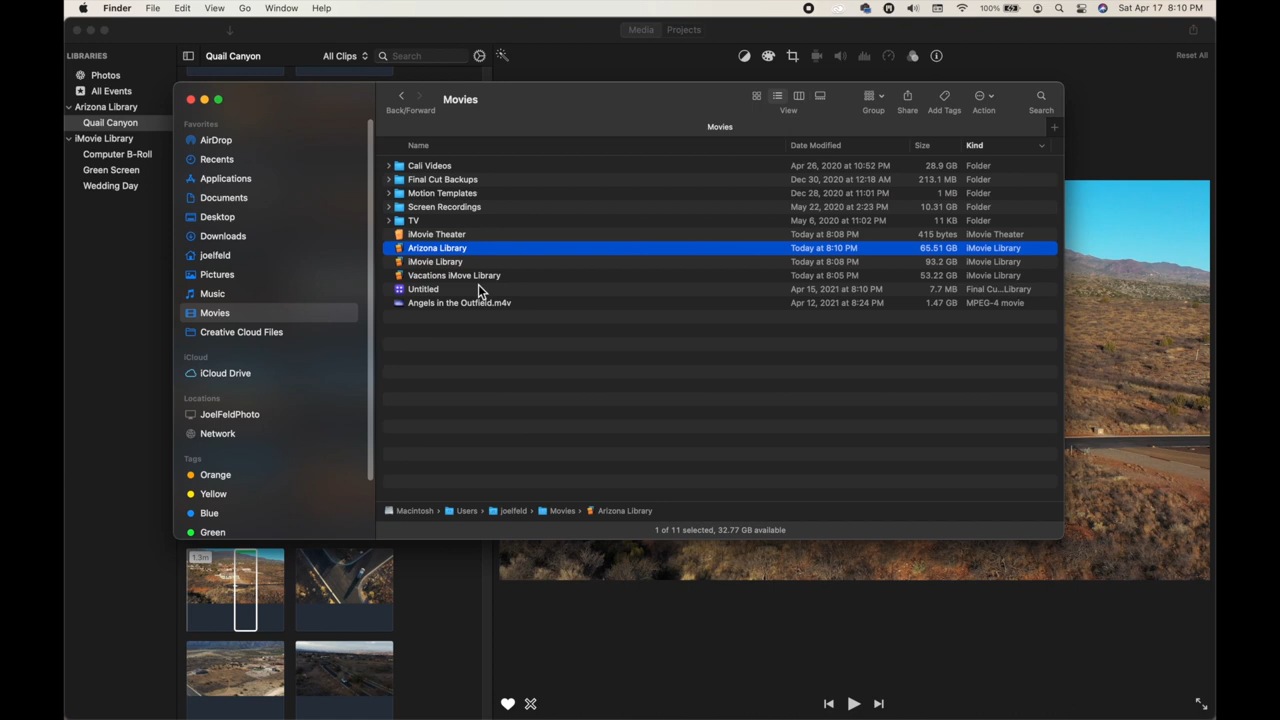 Finder File Edit View Go Window Help 100% Sat Apr 17 8:10 PM
Media Projects
LIBRARIES Quail Canyon All Clips Search Reset All
Photos
All Events
Arizona Library
Quail Canyon
iMovie Library
Computer B-Roll
Green Screen
Wedding Day
Favorites
AirDrop
Recents
Applications
Documents
Desktop
Downloads
joelfeld
Pictures
Music
Movies
Creative Cloud Files
iCloud
iCloud Drive
Locations
JoelFeldPhoto
Network
Tags
Orange
Yellow
Blue
Green
Movies
Back/Forward View Group Share Add Tags Action Search
Movies
Name Date Modified Size Kind
Cali Videos Apr 26, 2020 at 10:52 PM 28.9 GB Folder
Final Cut Backups Dec 30, 2020 at 12:18 AM 213.1 MB Folder
Motion Templates Dec 28, 2020 at 11:01 PM 1 MB Folder
Screen Recordings May 22, 2020 at 2:23 PM 10.31 GB Folder
TV May 6, 2020 at 11:02 PM 11 KB Folder
iMovie Theater Today at 8:08 PM 415 bytes iMovie Theater
Arizona Library Today at 8:10 PM 65.51 GB iMovie Library
iMovie Library Today at 8:08 PM 93.2 GB iMovie Library
Vacations iMove Library Today at 8:05 PM 53.22 GB iMovie Library
Untitled Apr 15, 2021 at 8:10 PM 7.7 MB Final Cu...Library
Angels in the Outfield.m4v Apr 12, 2021 at 8:24 PM 1.47 GB MPEG-4 movie
Macintosh › Users › joelfeld › Movies › Arizona Library
1 of 11 selected, 32.77 GB available
1.3m